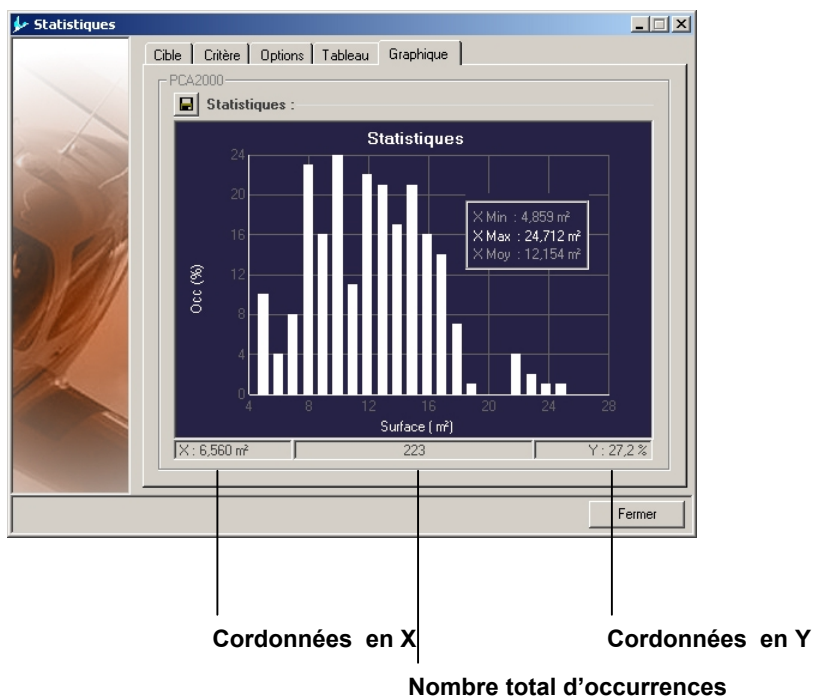 Statistiques
Cible Critère Options Tableau Graphique
PCA2000
Statistiques :
Statistiques
24
20
16
12
8
4
0
Occ (%)
X Min : 4,859 m²
X Max : 24,712 m²
X Moy : 12,154 m²
4 8 12 16 20 24 28
Surface ( m²)
X : 6,560 m² 223 Y : 27,2 %
Fermer
Cordonnées en X Cordonnées en Y
Nombre total d'occurrences